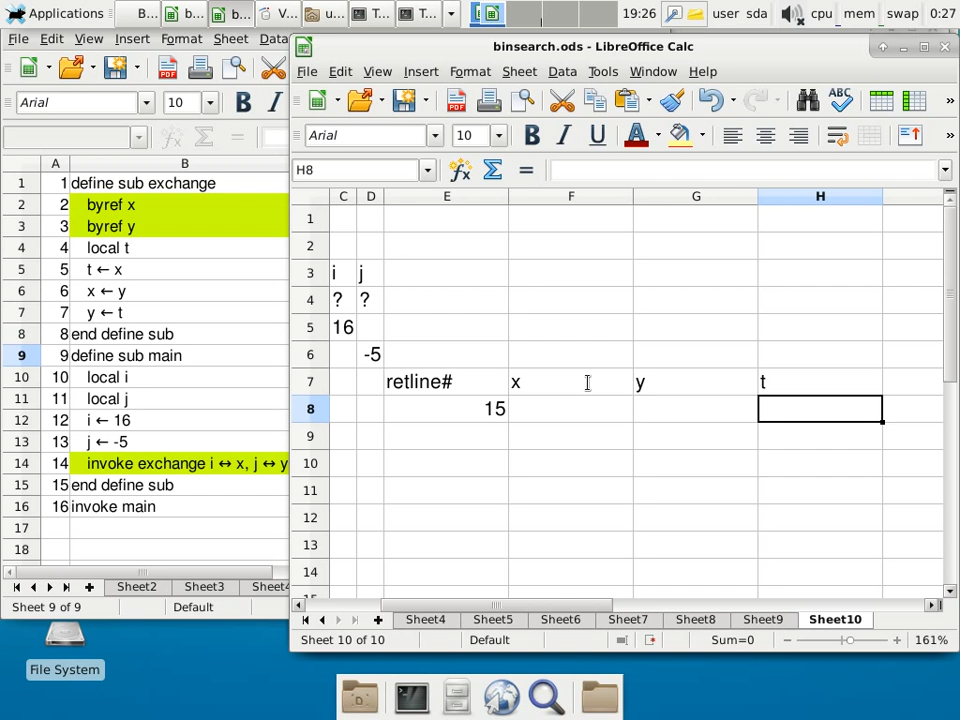 Applications
B...
b...
b...
V...
u...
T...
T...
19:26
user sda
cpu
mem
swap
0:27
File Edit View Insert Format Sheet Data
Arial
10
A B
1 1 define sub exchange
2 2 byref x
3 3 byref y
4 4 local t
5 5 t ← x
6 6 x ← y
7 7 y ← t
8 8 end define sub
9 9 define sub main
10 10 local i
11 11 local j
12 12 i ← 16
13 13 j ← -5
14 14 invoke exchange i ↔ x, j ↔ y
15 15 end define sub
16 16 invoke main
17
18
Sheet2 Sheet3 Sheet4
Sheet 9 of 9 Default
File System
binsearch.ods - LibreOffice Calc
File Edit View Insert Format Sheet Data Tools Window Help
ABC
Arial
10
H8
C D E F G H
1
2
3 i j
4 ? ?
5 16
6 -5
7 retline# x y t
8 15
9
10
11
12
13
14
Sheet4 Sheet5 Sheet6 Sheet7 Sheet8 Sheet9 Sheet10
Sheet 10 of 10 Default Sum=0 161%